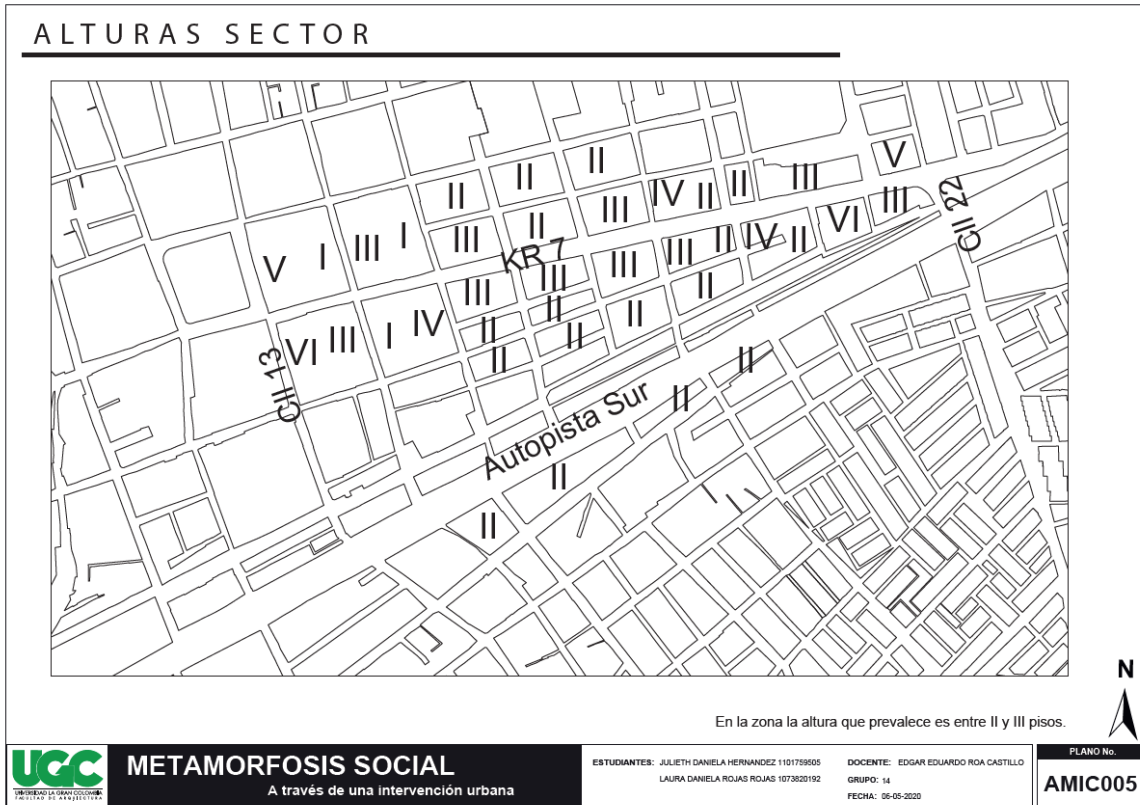 ALTURAS SECTOR
V
II
II
II
IV
II
II
III
III
II
III
VI
III
V
I
III
I
III
KR 7
III
III
III
II
IV
II
Cll 22
VI
III
I
IV
III
II
II
II
II
II
II
II
Cll 13
Autopista Sur
II
II
II
II
N
En la zona la altura que prevalece es entre II y III pisos.
UGC
UNIVERSIDAD LA GRAN COLOMBIA
FACULTAD DE ARQUITECTURA
METAMORFOSIS SOCIAL
A través de una intervención urbana
ESTUDIANTES: JULIETH DANIELA HERNANDEZ 1101759505
LAURA DANIELA ROJAS ROJAS 1073820192
DOCENTE: EDGAR EDUARDO ROA CASTILLO
GRUPO: 14
FECHA: 06-05-2020
PLANO No.
AMIC005